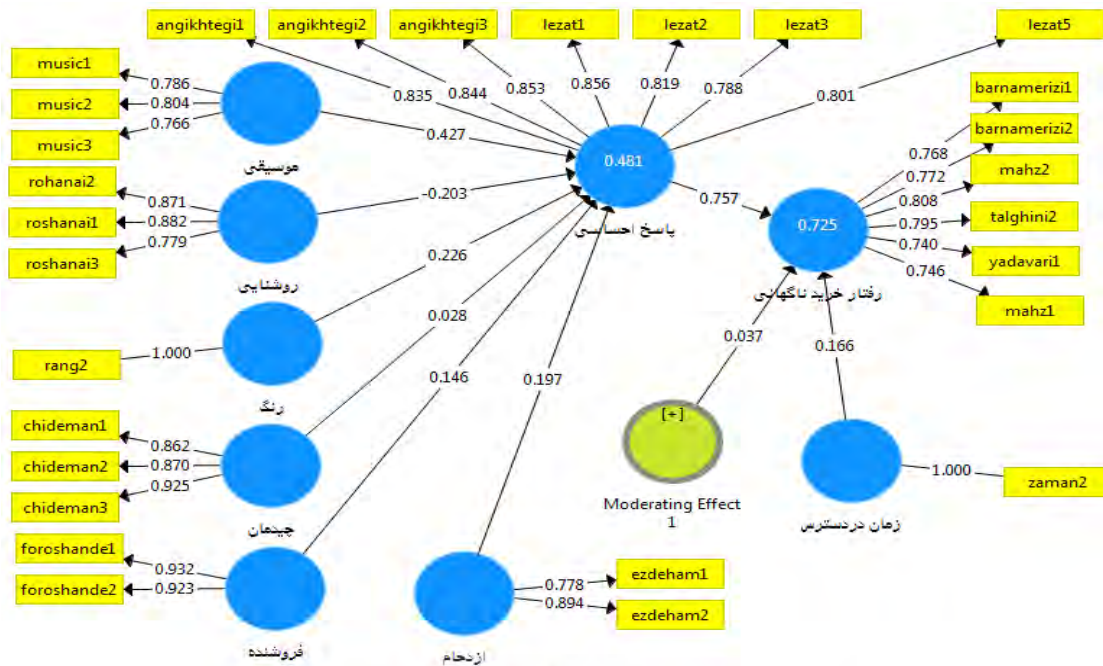 angikhtegi1 angikhtegi2 angikhtegi3 lezat1 lezat2 lezat3 lezat5
0.835 0.844 0.853 0.856 0.819 0.788 0.801
music1
music2
music3
0.786
0.804
0.766
موسیقی
0.427
rohanai2
roshanai1
roshanai3
0.871
0.882
0.779
روشنایی
-0.203
rang2
1.000
رنگ
0.226
chideman1
chideman2
chideman3
0.862
0.870
0.925
چیدمان
0.028
foroshande1
foroshande2
0.932
0.923
فروشنده
0.146
ازدحام
0.197
0.778
0.894
ezdeham1
ezdeham2
0.481
پاسخ احساسی
0.757
0.725
رفتار خرید ناگهانی
0.768
0.772
0.808
0.795
0.740
0.746
barnamerizi1
barnamerizi2
mahz2
talghini2
yadavari1
mahz1
0.037
[+]
Moderating Effect
1
0.166
زمان دردسترس
1.000
zaman2